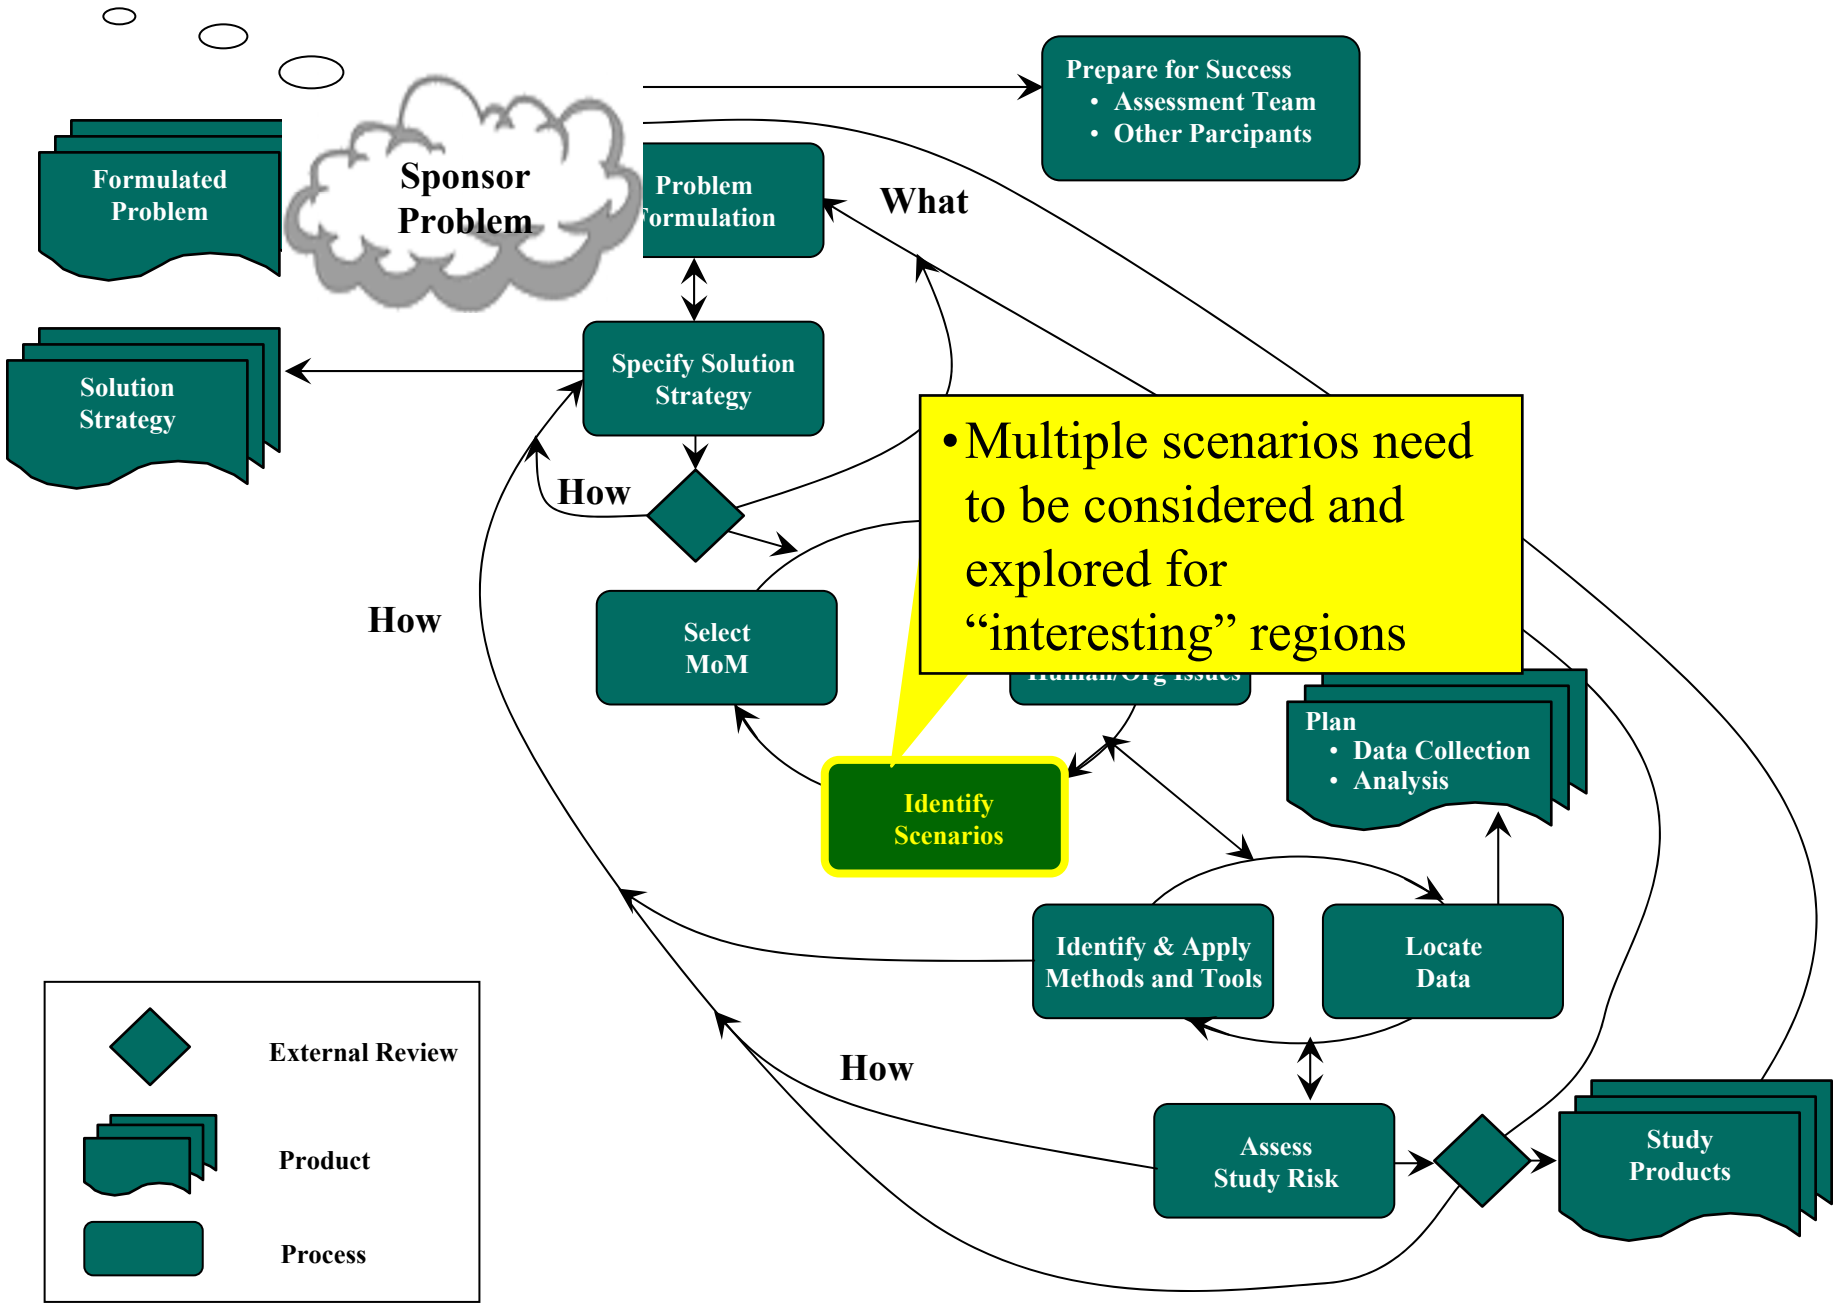 Prepare for Success
• Assessment Team
• Other Parcipants
Sponsor
Problem
Formulated
Problem
Problem
Formulation
What
Specify Solution
Strategy
Solution
Strategy
How
• Multiple scenarios need
to be considered and
explored for
“interesting” regions
How
Select
MoM
Human/Org Issues
Plan
• Data Collection
• Analysis
Identify
Scenarios
Identify & Apply
Methods and Tools
Locate
Data
How
Assess
Study Risk
Study
Products
External Review
Product
Process